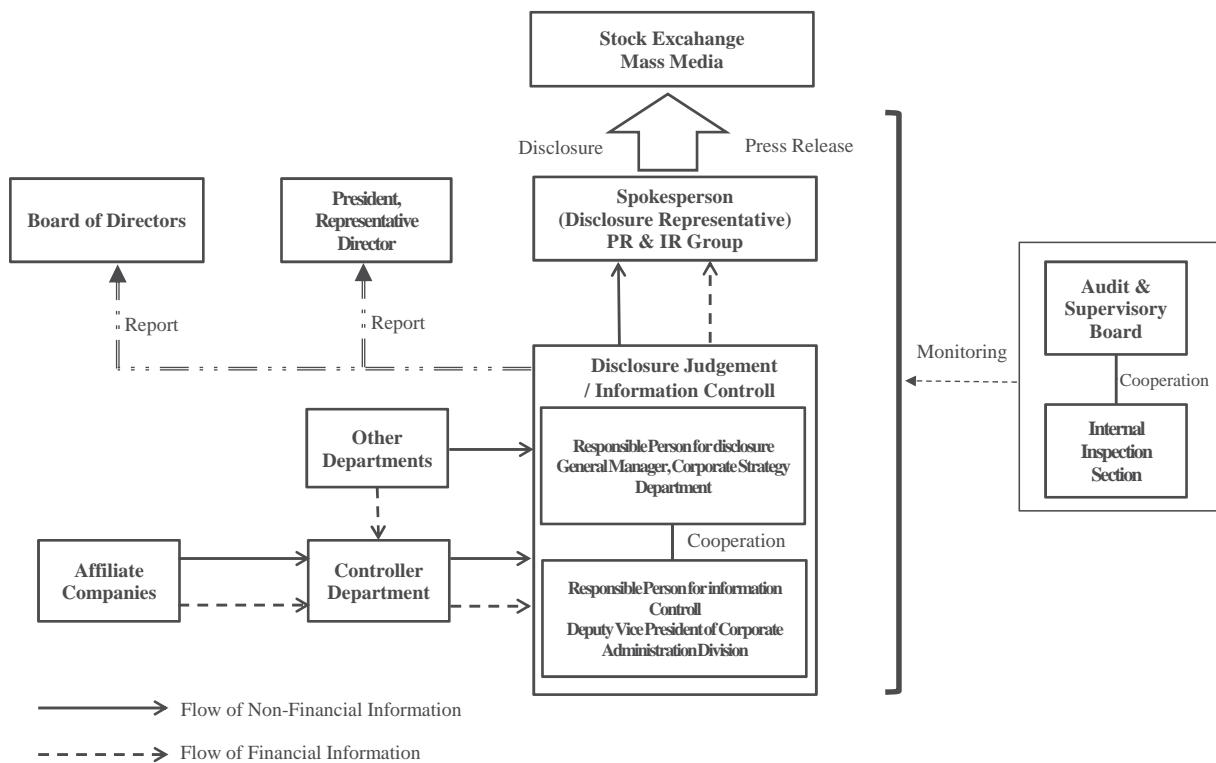 Stock Excahange
Mass Media
Disclosure
Press Release
Board of Directors
President,
Representative
Director
Spokesperson
(Disclosure Representative)
PR & IR Group
Report
Report
Audit &
Supervisory
Board
Monitoring
Cooperation
Internal
Inspection
Section
Disclosure Judgement
/ Information Controll
Other
Departments
Responsible Person for disclosure
General Manager, Corporate Strategy
Department
Cooperation
Affiliate
Companies
Controller
Department
Responsible Person for information
Controll
Deputy Vice President of Corporate
Administration Division
Flow of Non-Financial Information
Flow of Financial Information